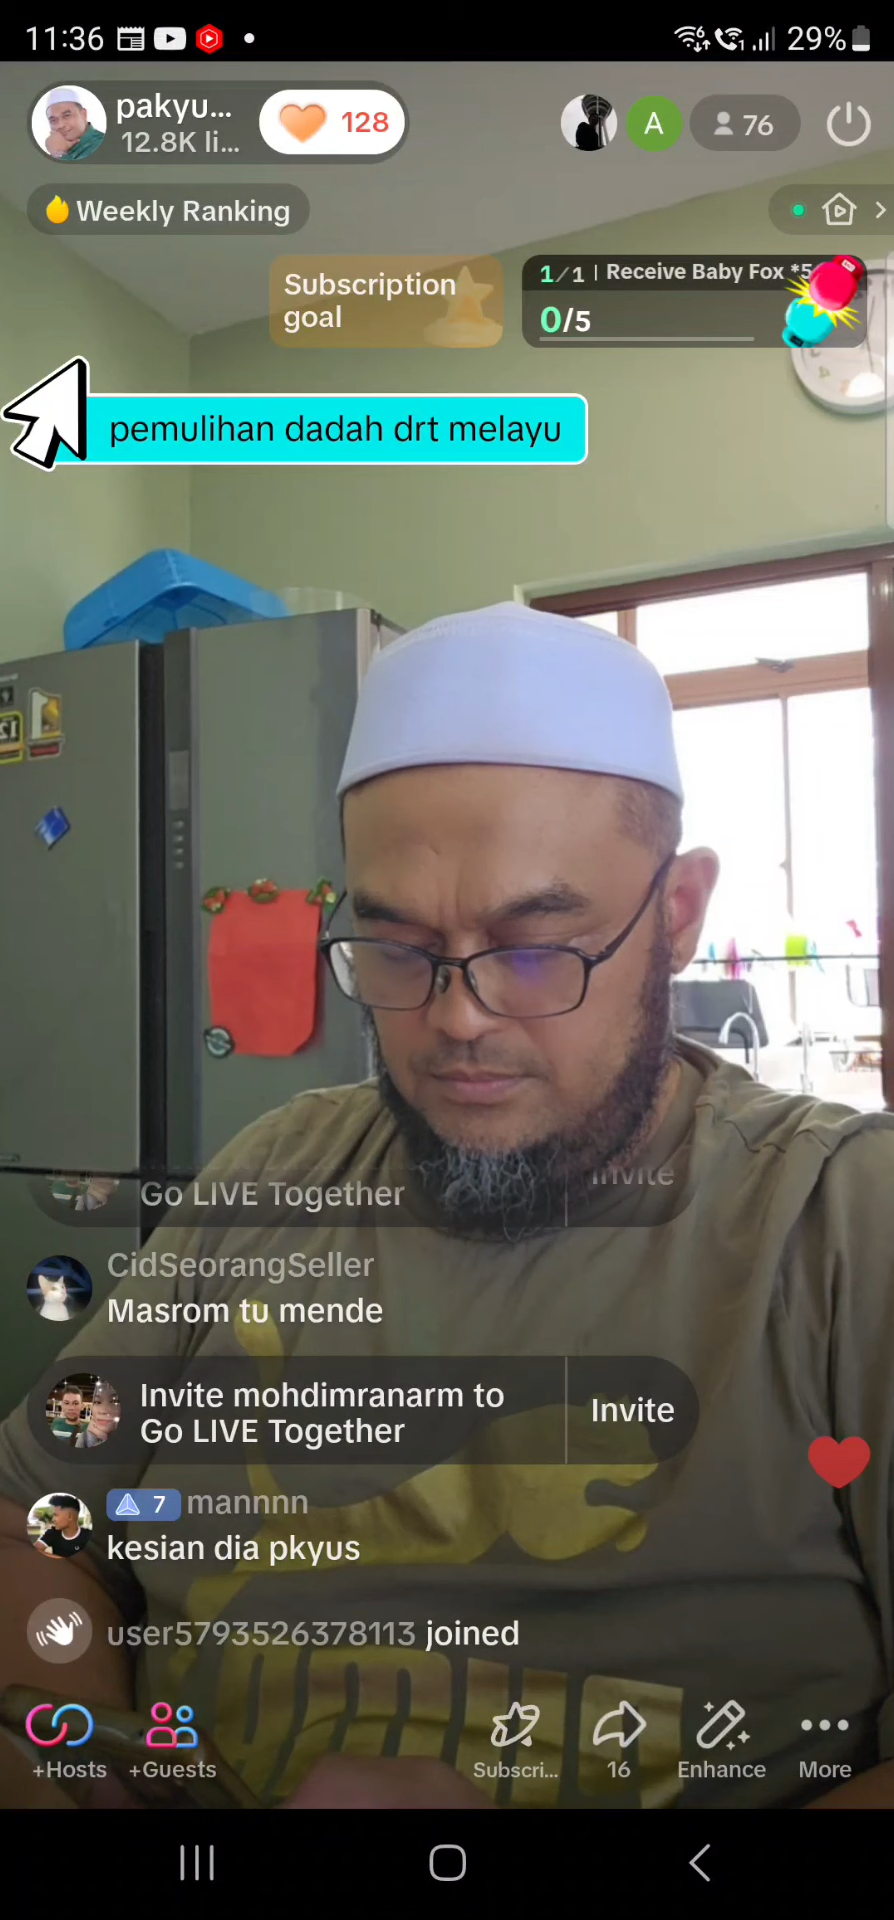 11:36
29%
pakyu...
12.8K li...
128
A
76
Weekly Ranking
Subscription
goal
1/1 | Receive Baby Fox *5
0/5
pemulihan dadah drt melayu
Go LIVE Together
Invite
CidSeorangSeller
Masrom tu mende
Invite mohdimranarm to
Go LIVE Together
Invite
7 mannnn
kesian dia pkyus
user5793526378113 joined
+Hosts
+Guests
Subscri...
16
Enhance
More